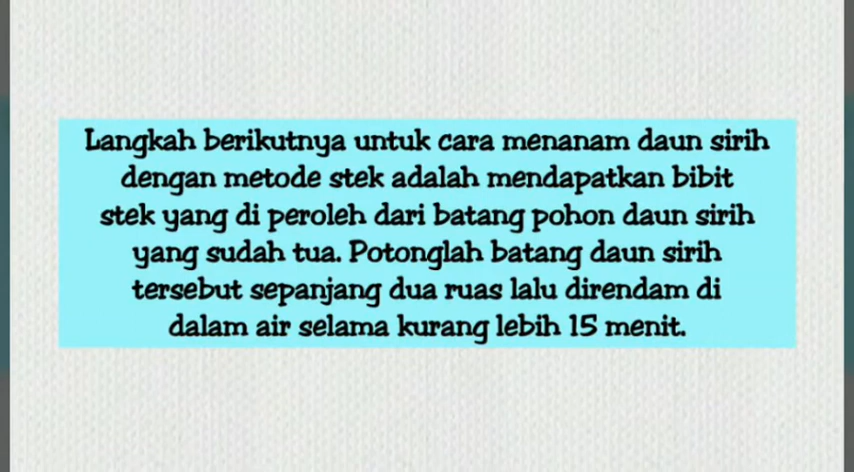 Langkah berikutnya untuk cara menanam daun sirih
dengan metode stek adalah mendapatkan bibit
stek yang di peroleh dari batang pohon daun sirih
yang sudah tua. Potonglah batang daun sirih
tersebut sepanjang dua ruas lalu direndam di
dalam air selama kurang lebih 15 menit.